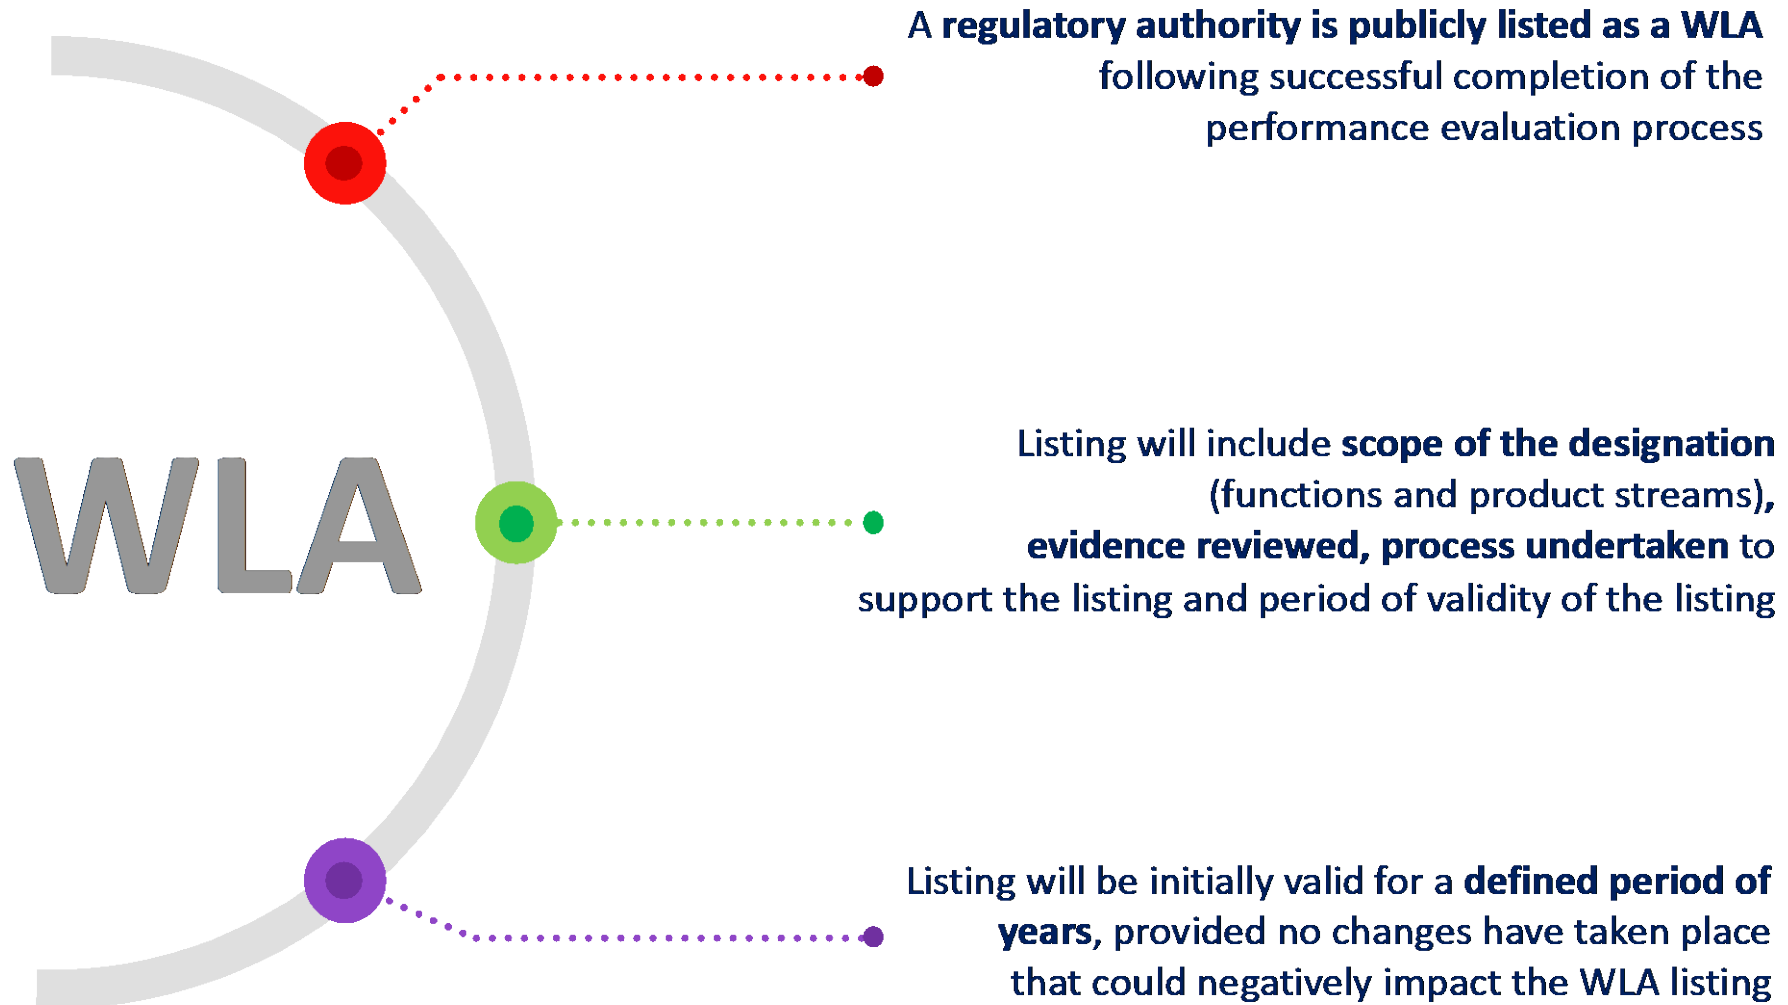 A regulatory authority is publicly listed as a WLA
following successful completion of the
performance evaluation process
WLA
Listing will include scope of the designation
(functions and product streams),
evidence reviewed, process undertaken to
support the listing and period of validity of the listing
Listing will be initially valid for a defined period of
years, provided no changes have taken place
that could negatively impact the WLA listing